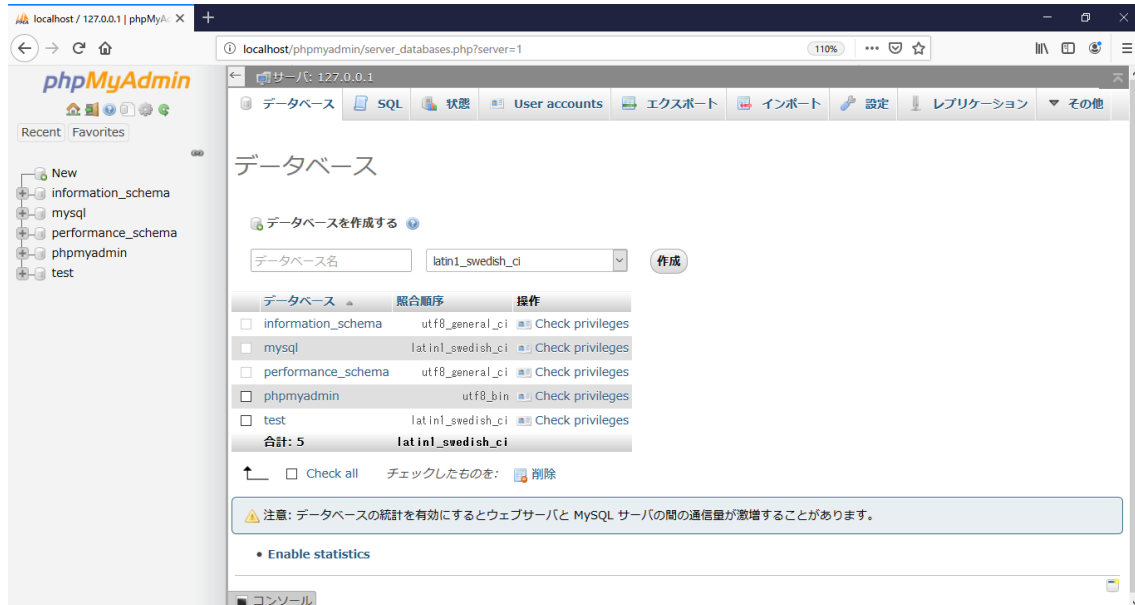 localhost / 127.0.0.1 | phpMyAd
localhost/phpmyadmin/server_databases.php?server=1
110%
phpMyAdmin
Recent Favorites
New
information_schema
mysql
performance_schema
phpmyadmin
test
サーバ: 127.0.0.1
データベース SQL 状態 User accounts エクスポート インポート 設定 レプリケーション その他
データベース
データベースを作成する
データベース名 latin1_swedish_ci 作成
データベース 照合順序 操作
information_schema utf8_general_ci Check privileges
mysql latin1_swedish_ci Check privileges
performance_schema utf8_general_ci Check privileges
phpmyadmin utf8_bin Check privileges
test latin1_swedish_ci Check privileges
合計: 5 latin1_swedish_ci
Check all チェックしたものを: 削除
注意: データベースの統計を有効にするとウェブサーバと MySQL サーバの間の通信量が激増することがあります。
Enable statistics
コンソール